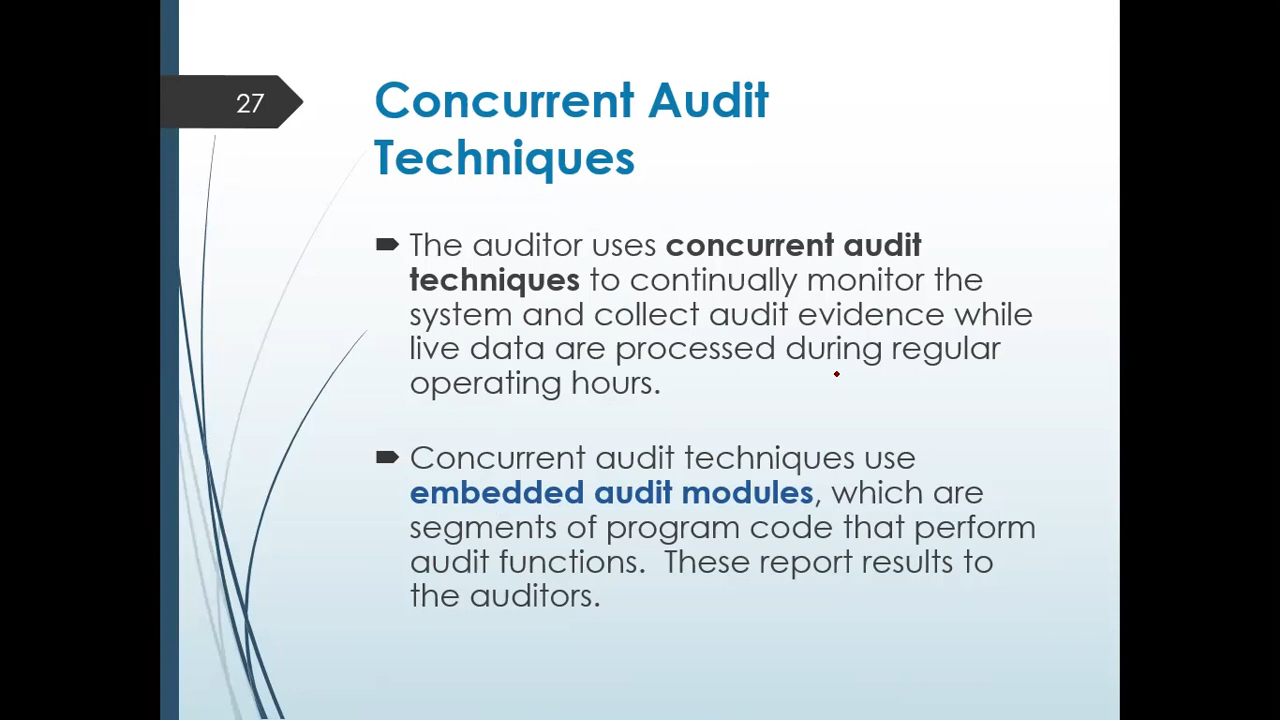 27
Concurrent Audit
Techniques
The auditor uses concurrent audit
techniques to continually monitor the
system and collect audit evidence while
live data are processed during regular
operating hours.
Concurrent audit techniques use
embedded audit modules, which are
segments of program code that perform
audit functions.  These report results to
the auditors.